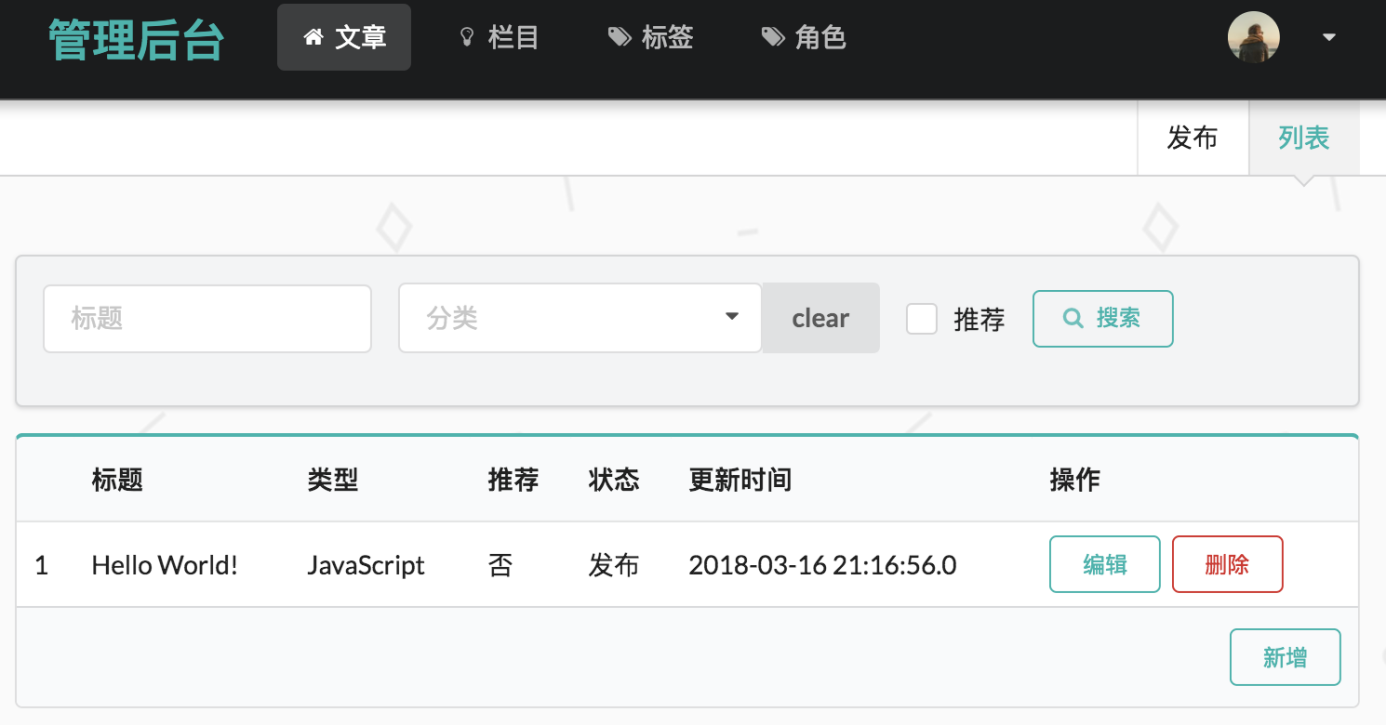 管理后台 文章 栏目 标签 角色
发布 列表
标题 分类 clear 推荐 搜索
标题 类型 推荐 状态 更新时间 操作
1 Hello World! JavaScript 否 发布 2018-03-16 21:16:56.0 编辑 删除
新增